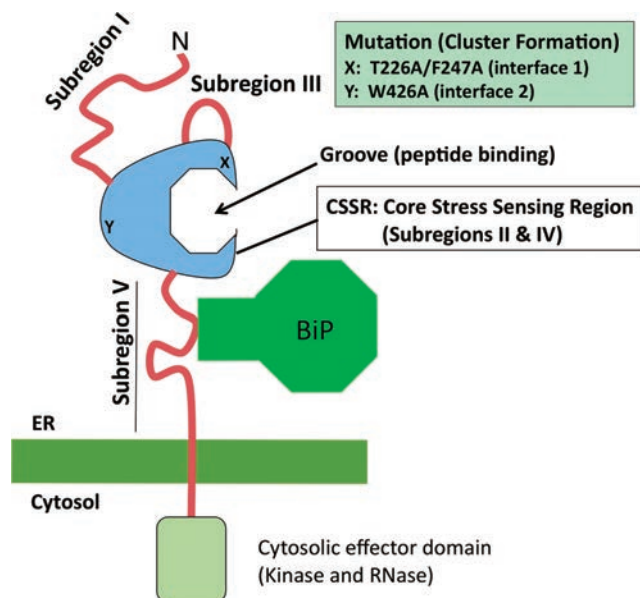 Subregion I
N
Subregion III
Mutation (Cluster Formation)
X: T226A/F247A (interface 1)
Y: W426A (interface 2)
X
Groove (peptide binding)
Y
CSSR: Core Stress Sensing Region
(Subregions II & IV)
Subregion V
BiP
ER
Cytosol
Cytosolic effector domain
(Kinase and RNase)